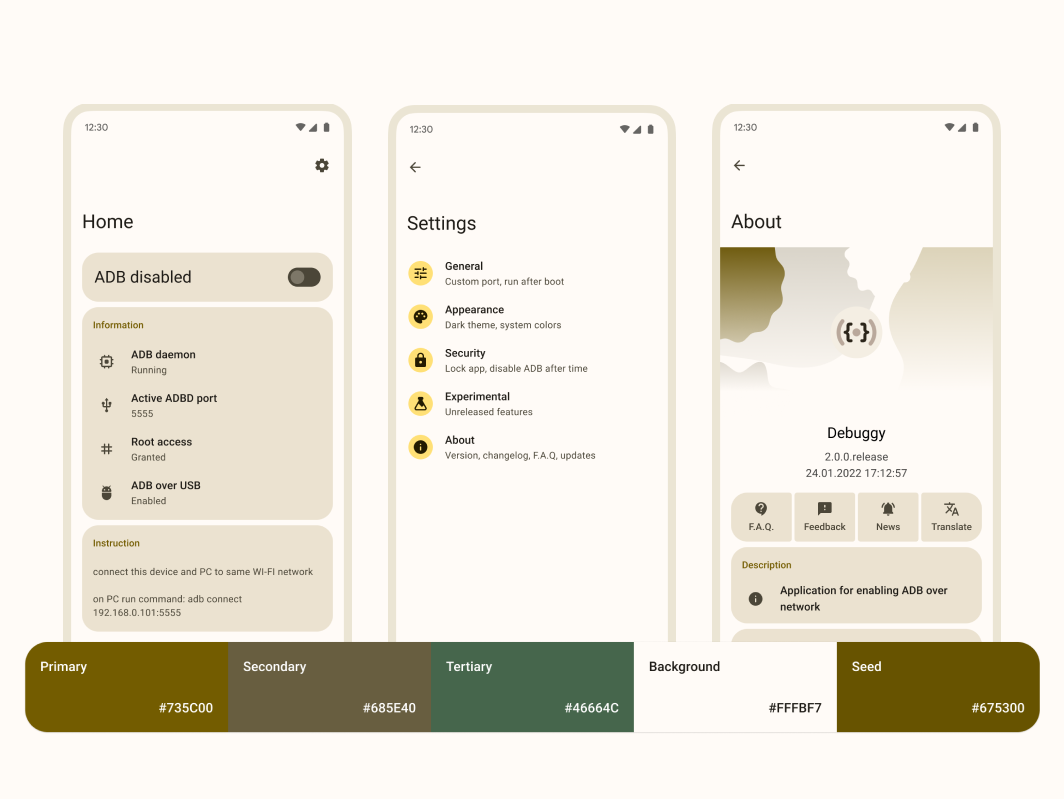 12:30
Home
ADB disabled
Information
ADB daemon
Running
Active ADBD port
5555
Root access
Granted
ADB over USB
Enabled
Instruction
connect this device and PC to same WI-FI network
on PC run command: adb connect
192.168.0.101:5555
12:30
Settings
General
Custom port, run after boot
Appearance
Dark theme, system colors
Security
Lock app, disable ADB after time
Experimental
Unreleased features
About
Version, changelog, F.A.Q, updates
12:30
About
{•}
Debuggy
2.0.0.release
24.01.2022 17:12:57
F.A.Q.
Feedback
News
Translate
Description
Application for enabling ADB over
network
Primary
#735C00
Secondary
#685E40
Tertiary
#46664C
Background
#FFFBF7
Seed
#675300